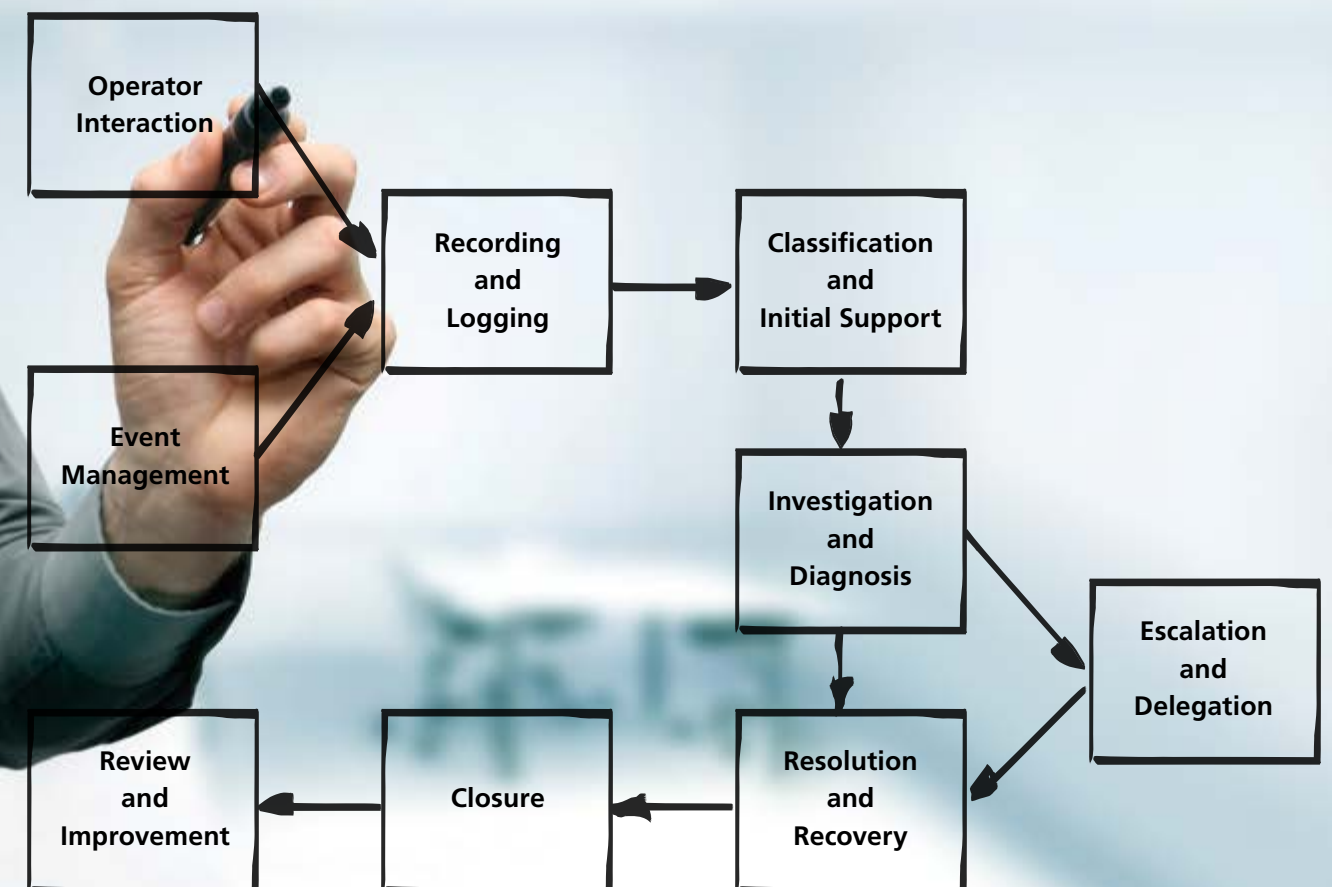 Operator
Interaction
Recording
and
Logging
Classification
and
Initial Support
Event
Management
Investigation
and
Diagnosis
Escalation
and
Delegation
Review
and
Improvement
Closure
Resolution
and
Recovery